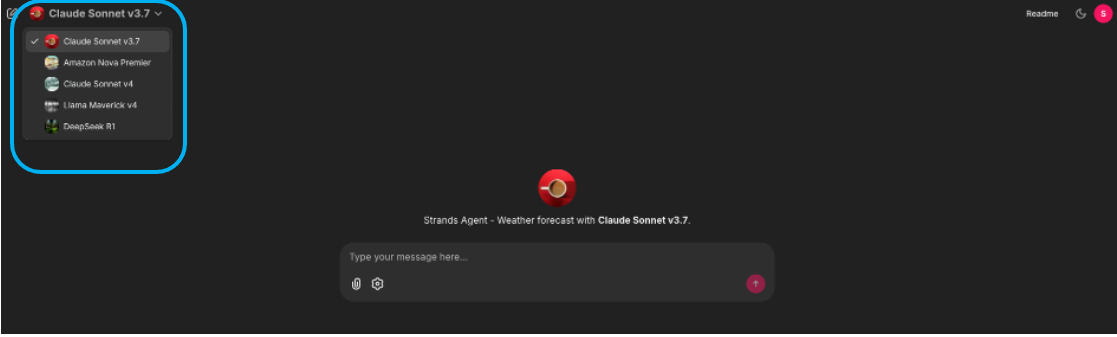 Claude Sonnet v3.7
Readme
S
Claude Sonnet v3.7
Amazon Nova Premier
Claude Sonnet v4
Llama Maverick v4
DeepSeek R1
Strands Agent - Weather forecast with Claude Sonnet v3.7.
Type your message here...